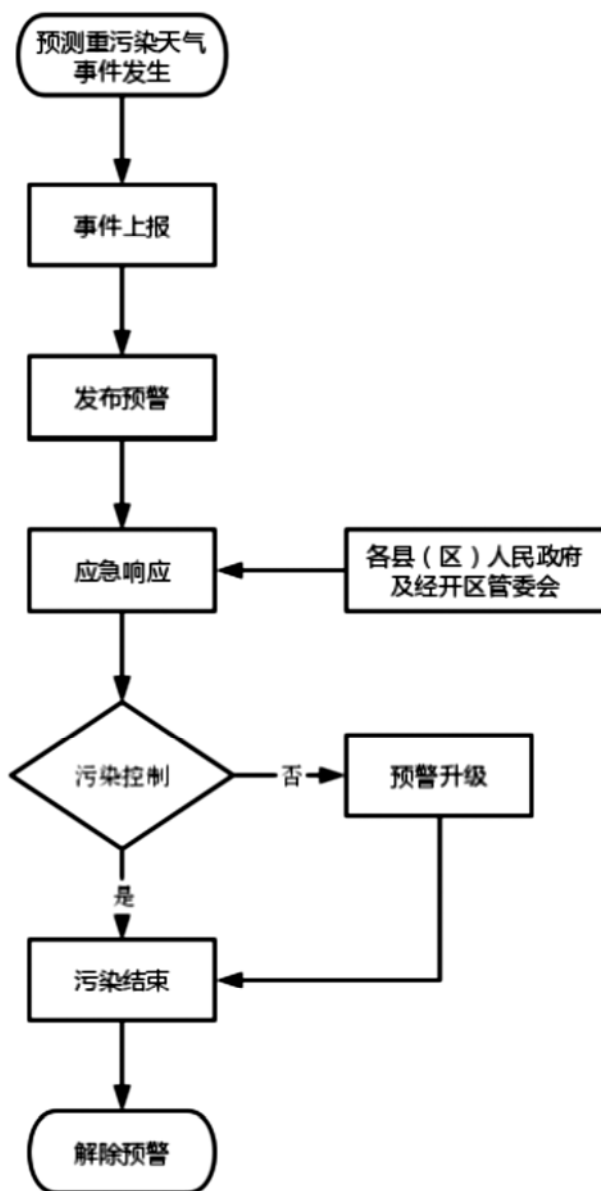 预测重污染天气
事件发生
事件上报
发布预警
应急响应
各县（区）人民政府
及经开区管委会
污染控制
否
预警升级
是
污染结束
解除预警